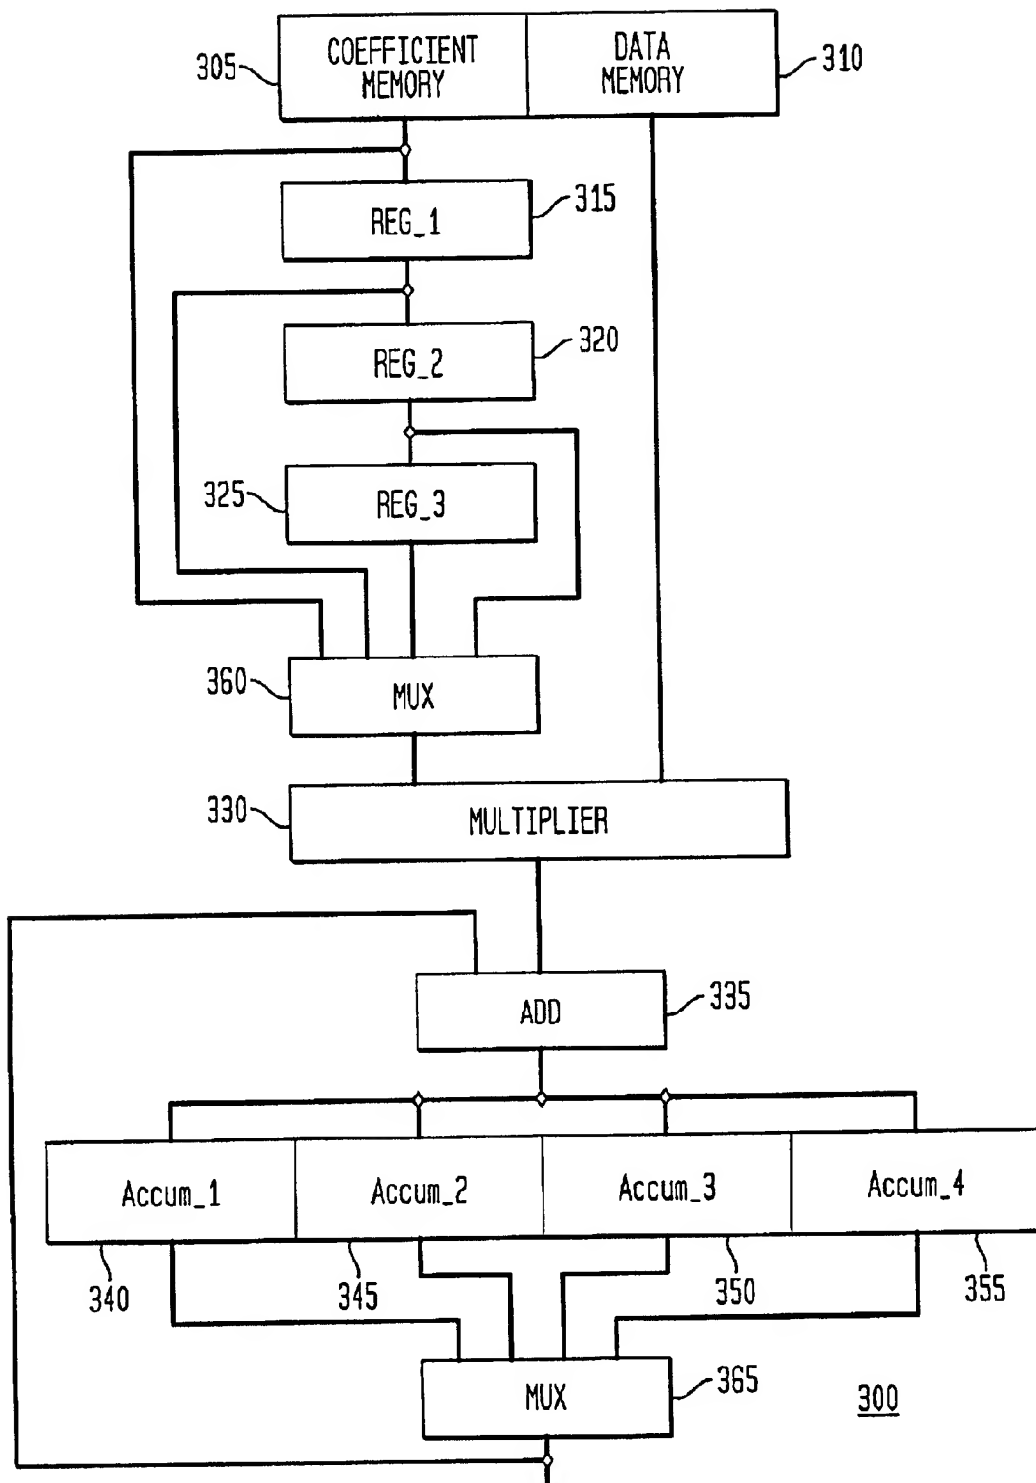 COEFFICIENT
MEMORY
DATA
MEMORY
305
310
REG_1
315
REG_2
320
REG_3
325
MUX
360
MULTIPLIER
330
ADD
335
Accum_1
Accum_2
Accum_3
Accum_4
340
345
350
355
MUX
365
300